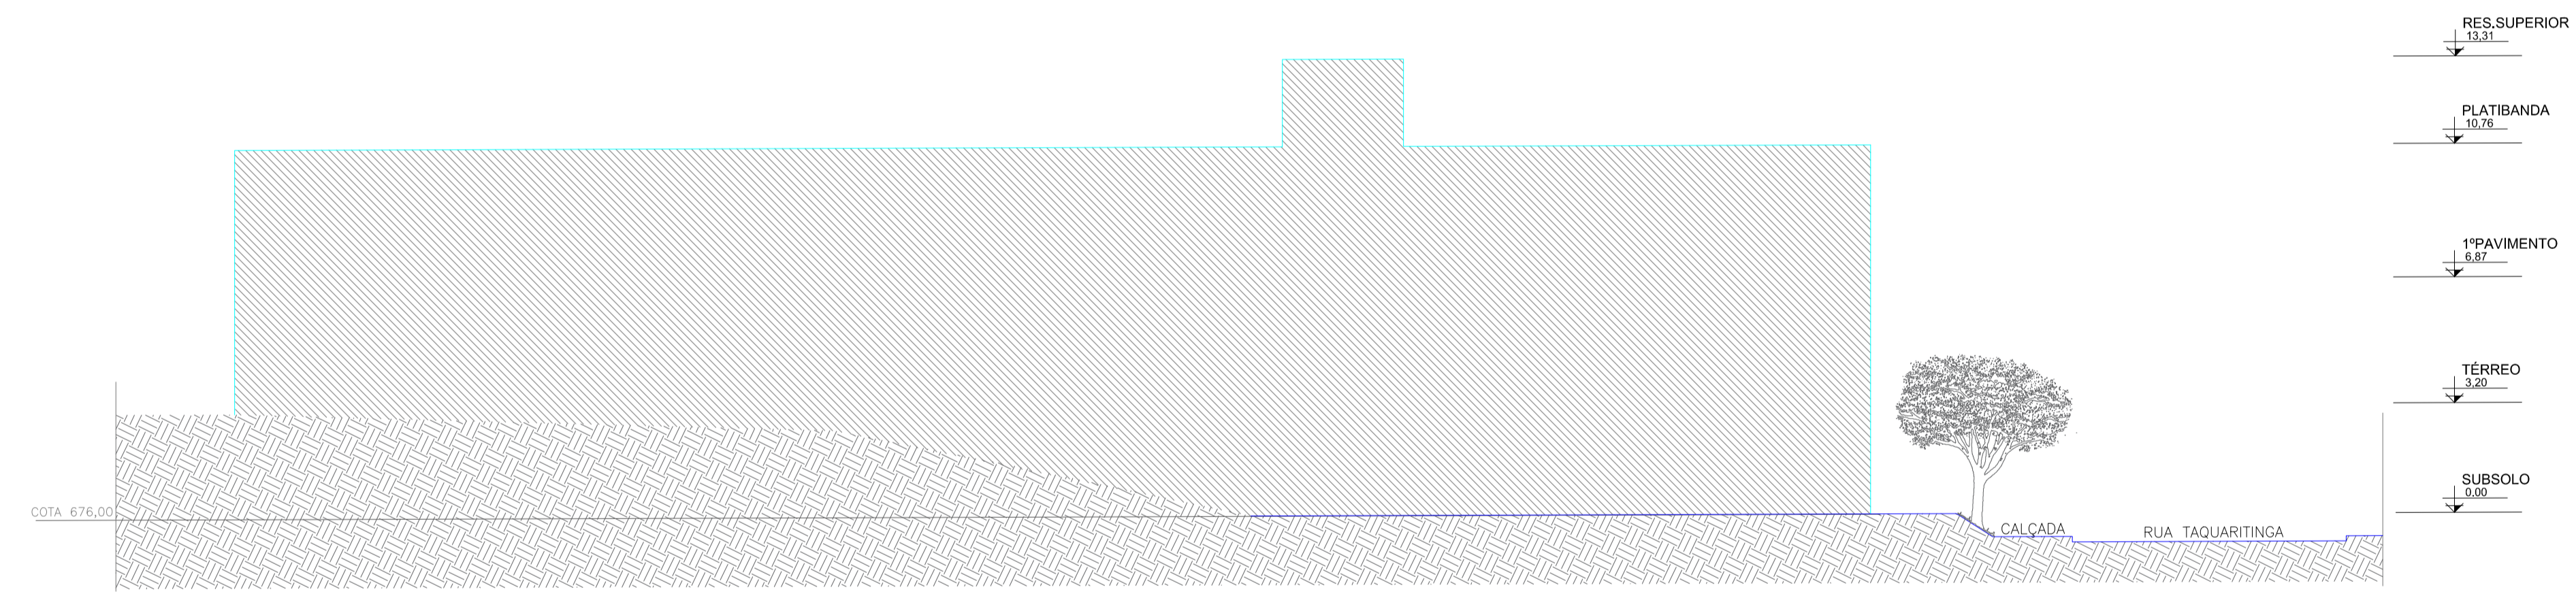 RES.SUPERIOR
13,31
PLATIBANDA
10,76
1ºPAVIMENTO
6,87
TÉRREO
3,20
SUBSOLO
0,00
COTA 676,00
CALÇADA
RUA TAQUARITINGA